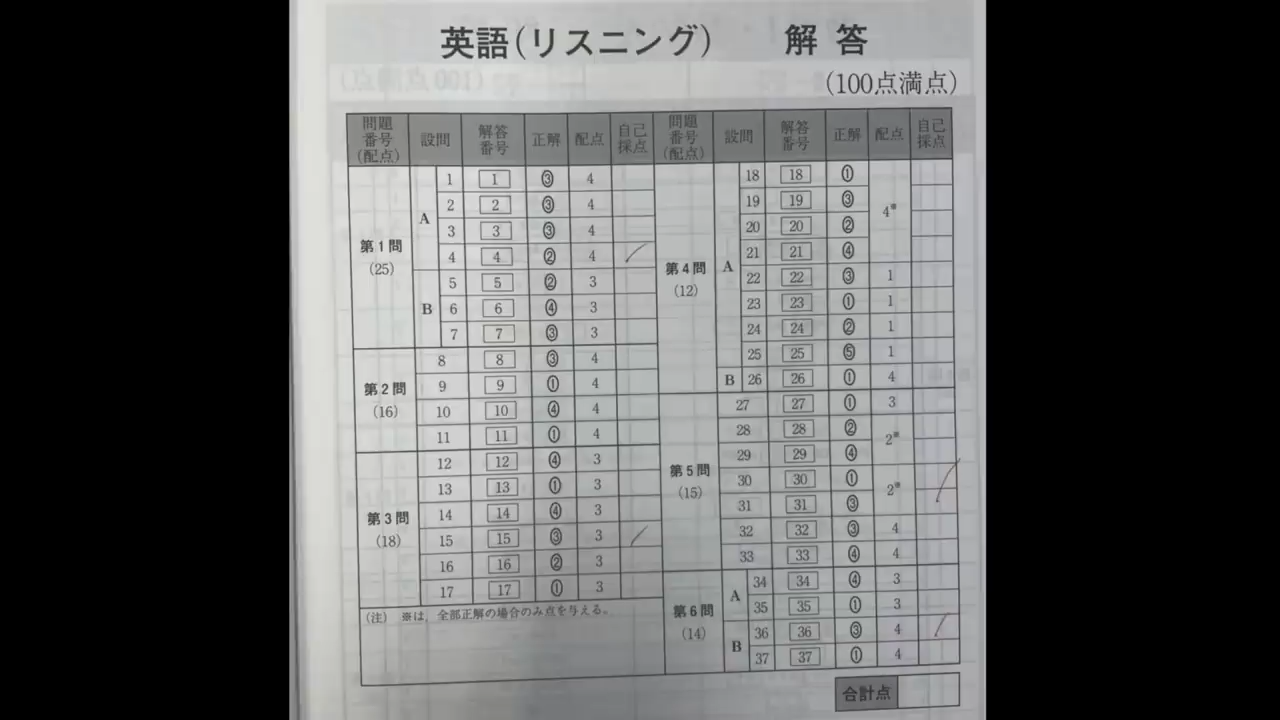 英語(リスニング) 解答
(100点満点)
問題番号(配点) 設問 解答番号 正解 配点 自己採点
第1問 (25) A 1 1 ③ 4
2 2 ③ 4
3 3 ③ 4
4 4 ② 4
B 5 5 ② 3
6 6 ④ 3
7 7 ③ 3
第2問 (16) 8 8 ③ 4
9 9 ① 4
10 10 ④ 4
11 11 ① 4
第3問 (18) 12 12 ④ 3
13 13 ① 3
14 14 ④ 3
15 15 ③ 3
16 16 ② 3
17 17 ① 3
(注) ※は、全部正解の場合のみ点を与える。
問題番号(配点) 設問 解答番号 正解 配点 自己採点
第4問 (12) A 18 18 ① 4※
19 19 ③
20 20 ②
21 21 ④
22 22 ③ 1
23 23 ① 1
24 24 ② 1
25 25 ⑤ 1
B 26 26 ① 4
第5問 (15) 27 27 ① 3
28 28 ② 2※
29 29 ④
30 30 ① 2※
31 31 ③
32 32 ③ 4
33 33 ④ 4
第6問 (14) A 34 34 ④ 3
35 35 ① 3
B 36 36 ③ 4
37 37 ① 4
合計点